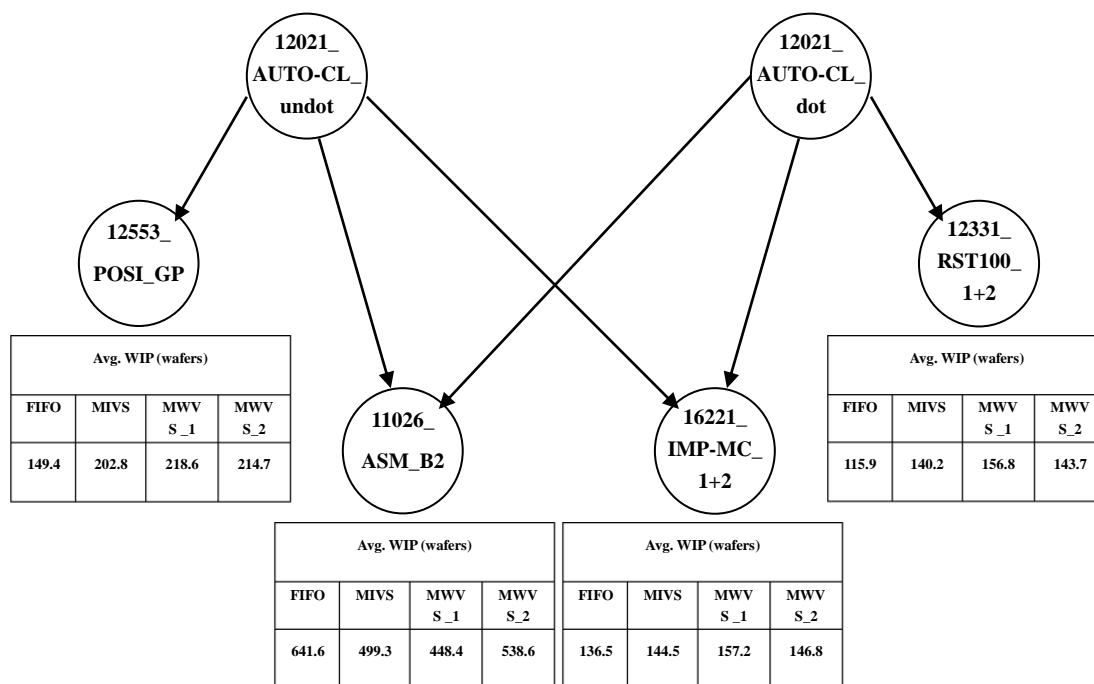 12021_
AUTO-CL_
undot
12021_
AUTO-CL_
dot
12553_
POSI_GP
12331_
RST100_
1+2
Avg. WIP (wafers)
FIFO MIVS MWV S _1 MWV S_2
149.4 202.8 218.6 214.7
Avg. WIP (wafers)
FIFO MIVS MWV S _1 MWV S_2
115.9 140.2 156.8 143.7
11026_
ASM_B2
16221_
IMP-MC_
1+2
Avg. WIP (wafers)
FIFO MIVS MWV S _1 MWV S_2
641.6 499.3 448.4 538.6
Avg. WIP (wafers)
FIFO MIVS MWV S _1 MWV S_2
136.5 144.5 157.2 146.8